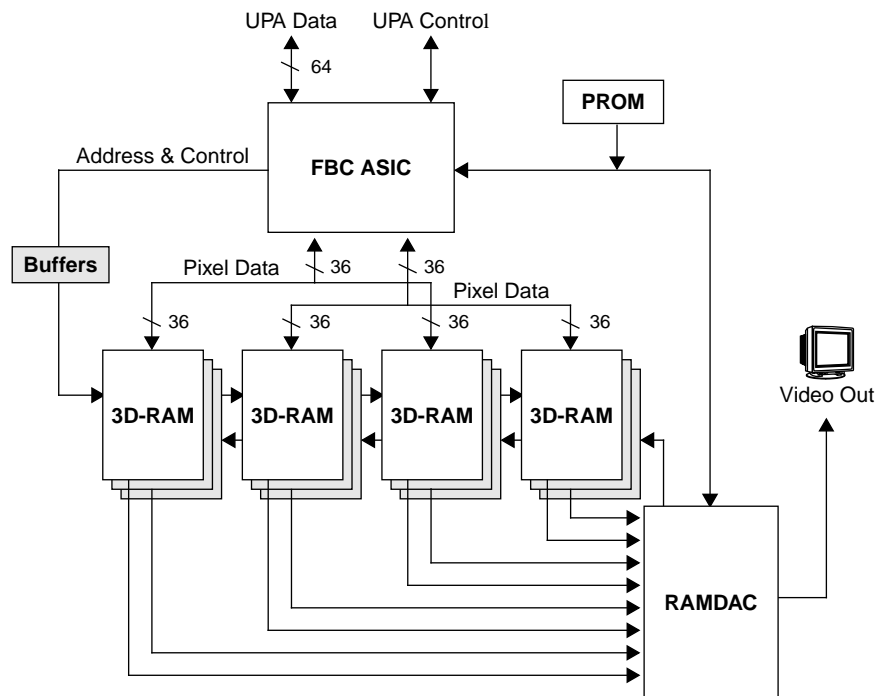 UPA Data
UPA Control
64
PROM
Address & Control
FBC ASIC
Buffers
36
36
Pixel Data
Pixel Data
36
36
36
36
3D-RAM
3D-RAM
3D-RAM
3D-RAM
Video Out
RAMDAC